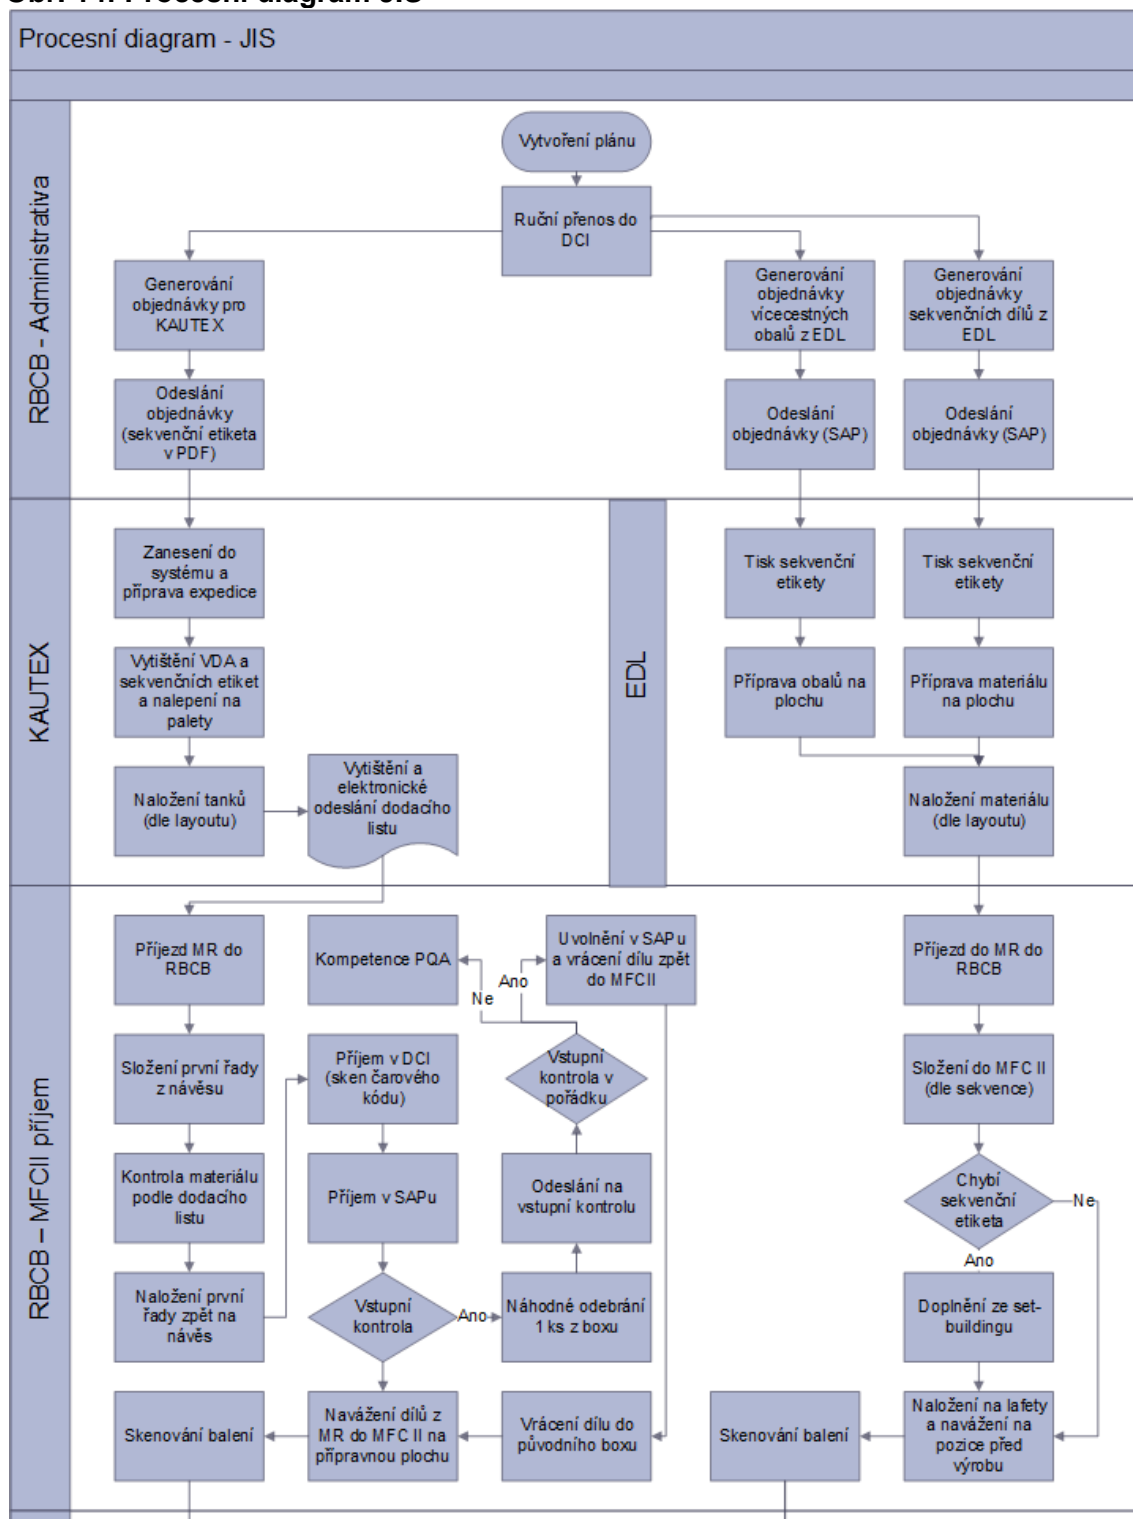 Procesní diagram - JIS
RBCB - Administrativa
Vytvoření plánu
Ruční přenos do
DCI
Generování
objednávky pro
KAUTEX
Generování
objednávky
vícecestných
obalů z EDL
Generování
objednávky
sekvenčních dílů z
EDL
Odeslání
objednávky
(sekvenční etiketa
v PDF)
Odeslání
objednávky (SAP)
Odeslání
objednávky (SAP)
KAUTEX
Zanesení do
systému a
příprava expedice
Vytištění VDA a
sekvenčních etiket
a nalepení na
palety
Naložení tanků
(dle layoutu)
Vytištění a
elektronické
odeslání dodacího
listu
EDL
Tisk sekvenční
etikety
Tisk sekvenční
etikety
Příprava obalů na
plochu
Příprava materiálu
na plochu
Naložení materiálu
(dle layoutu)
RBCB – MFCII příjem
Příjezd MR do
RBCB
Kompetence PQA
Ne
Ano
Uvolnění v SAPu
a vrácení dílu zpět
do MFCII
Příjezd do MR do
RBCB
Složení první řady
z návěsu
Příjem v DCI
(sken čarového
kódu)
Vstupní
kontrola v
pořádku
Složení do MFC II
(dle sekvence)
Kontrola materiálu
podle dodacího
listu
Příjem v SAPu
Odeslání na
vstupní kontrolu
Chybí
sekvenční
etiketa
Ne
Ano
Naložení první
řady zpět na
návěs
Vstupní
kontrola
Ano
Náhodné odebrání
1 ks z boxu
Doplnění ze set-
buildingu
Skenování balení
Navážení dílů z
MR do MFC II na
přípravnou plochu
Vrácení dílu do
původního boxu
Skenování balení
Naložení na lafety
a navážení na
pozice před
výrobu